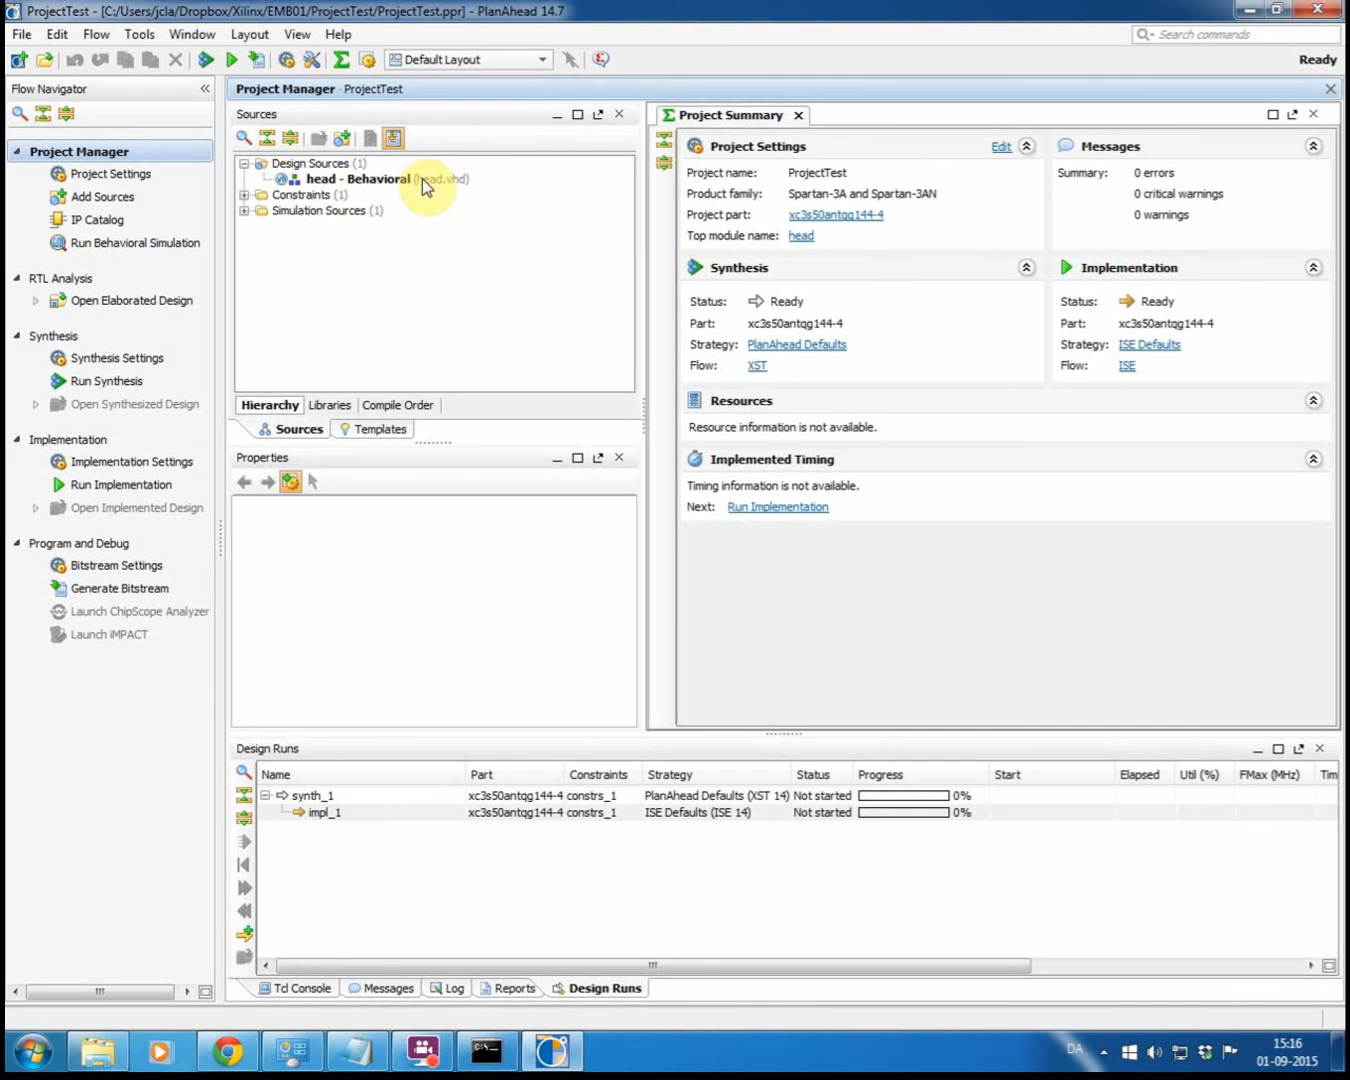 ProjectTest - [C:/Users/jcla/Dropbox/Xilinx/EMB01/ProjectTest/ProjectTest.ppr] - PlanAhead 14.7
File Edit Flow Tools Window Layout View Help
Search commands
Default Layout
Ready
Flow Navigator
Project Manager
Project Settings
Add Sources
IP Catalog
Run Behavioral Simulation
RTL Analysis
Open Elaborated Design
Synthesis
Synthesis Settings
Run Synthesis
Open Synthesized Design
Implementation
Implementation Settings
Run Implementation
Open Implemented Design
Program and Debug
Bitstream Settings
Generate Bitstream
Launch ChipScope Analyzer
Launch iMPACT
Project Manager - ProjectTest
Sources
Design Sources (1)
head - Behavioral (head.vhd)
Constraints (1)
Simulation Sources (1)
Hierarchy Libraries Compile Order
Sources Templates
Properties
Project Summary
Project Settings Edit
Project name: ProjectTest
Product family: Spartan-3A and Spartan-3AN
Project part: xc3s50antqg144-4
Top module name: head
Messages
Summary: 0 errors
0 critical warnings
0 warnings
Synthesis
Status: Ready
Part: xc3s50antqg144-4
Strategy: PlanAhead Defaults
Flow: XST
Implementation
Status: Ready
Part: xc3s50antqg144-4
Strategy: ISE Defaults
Flow: ISE
Resources
Resource information is not available.
Implemented Timing
Timing information is not available.
Next: Run Implementation
Design Runs
Name Part Constraints Strategy Status Progress Start Elapsed Util (%) FMax (MHz) Tim
synth_1 xc3s50antqg144-4 constrs_1 PlanAhead Defaults (XST 14) Not started 0%
impl_1 xc3s50antqg144-4 constrs_1 ISE Defaults (ISE 14) Not started 0%
Tcl Console Messages Log Reports Design Runs
DA
15:16
01-09-2015